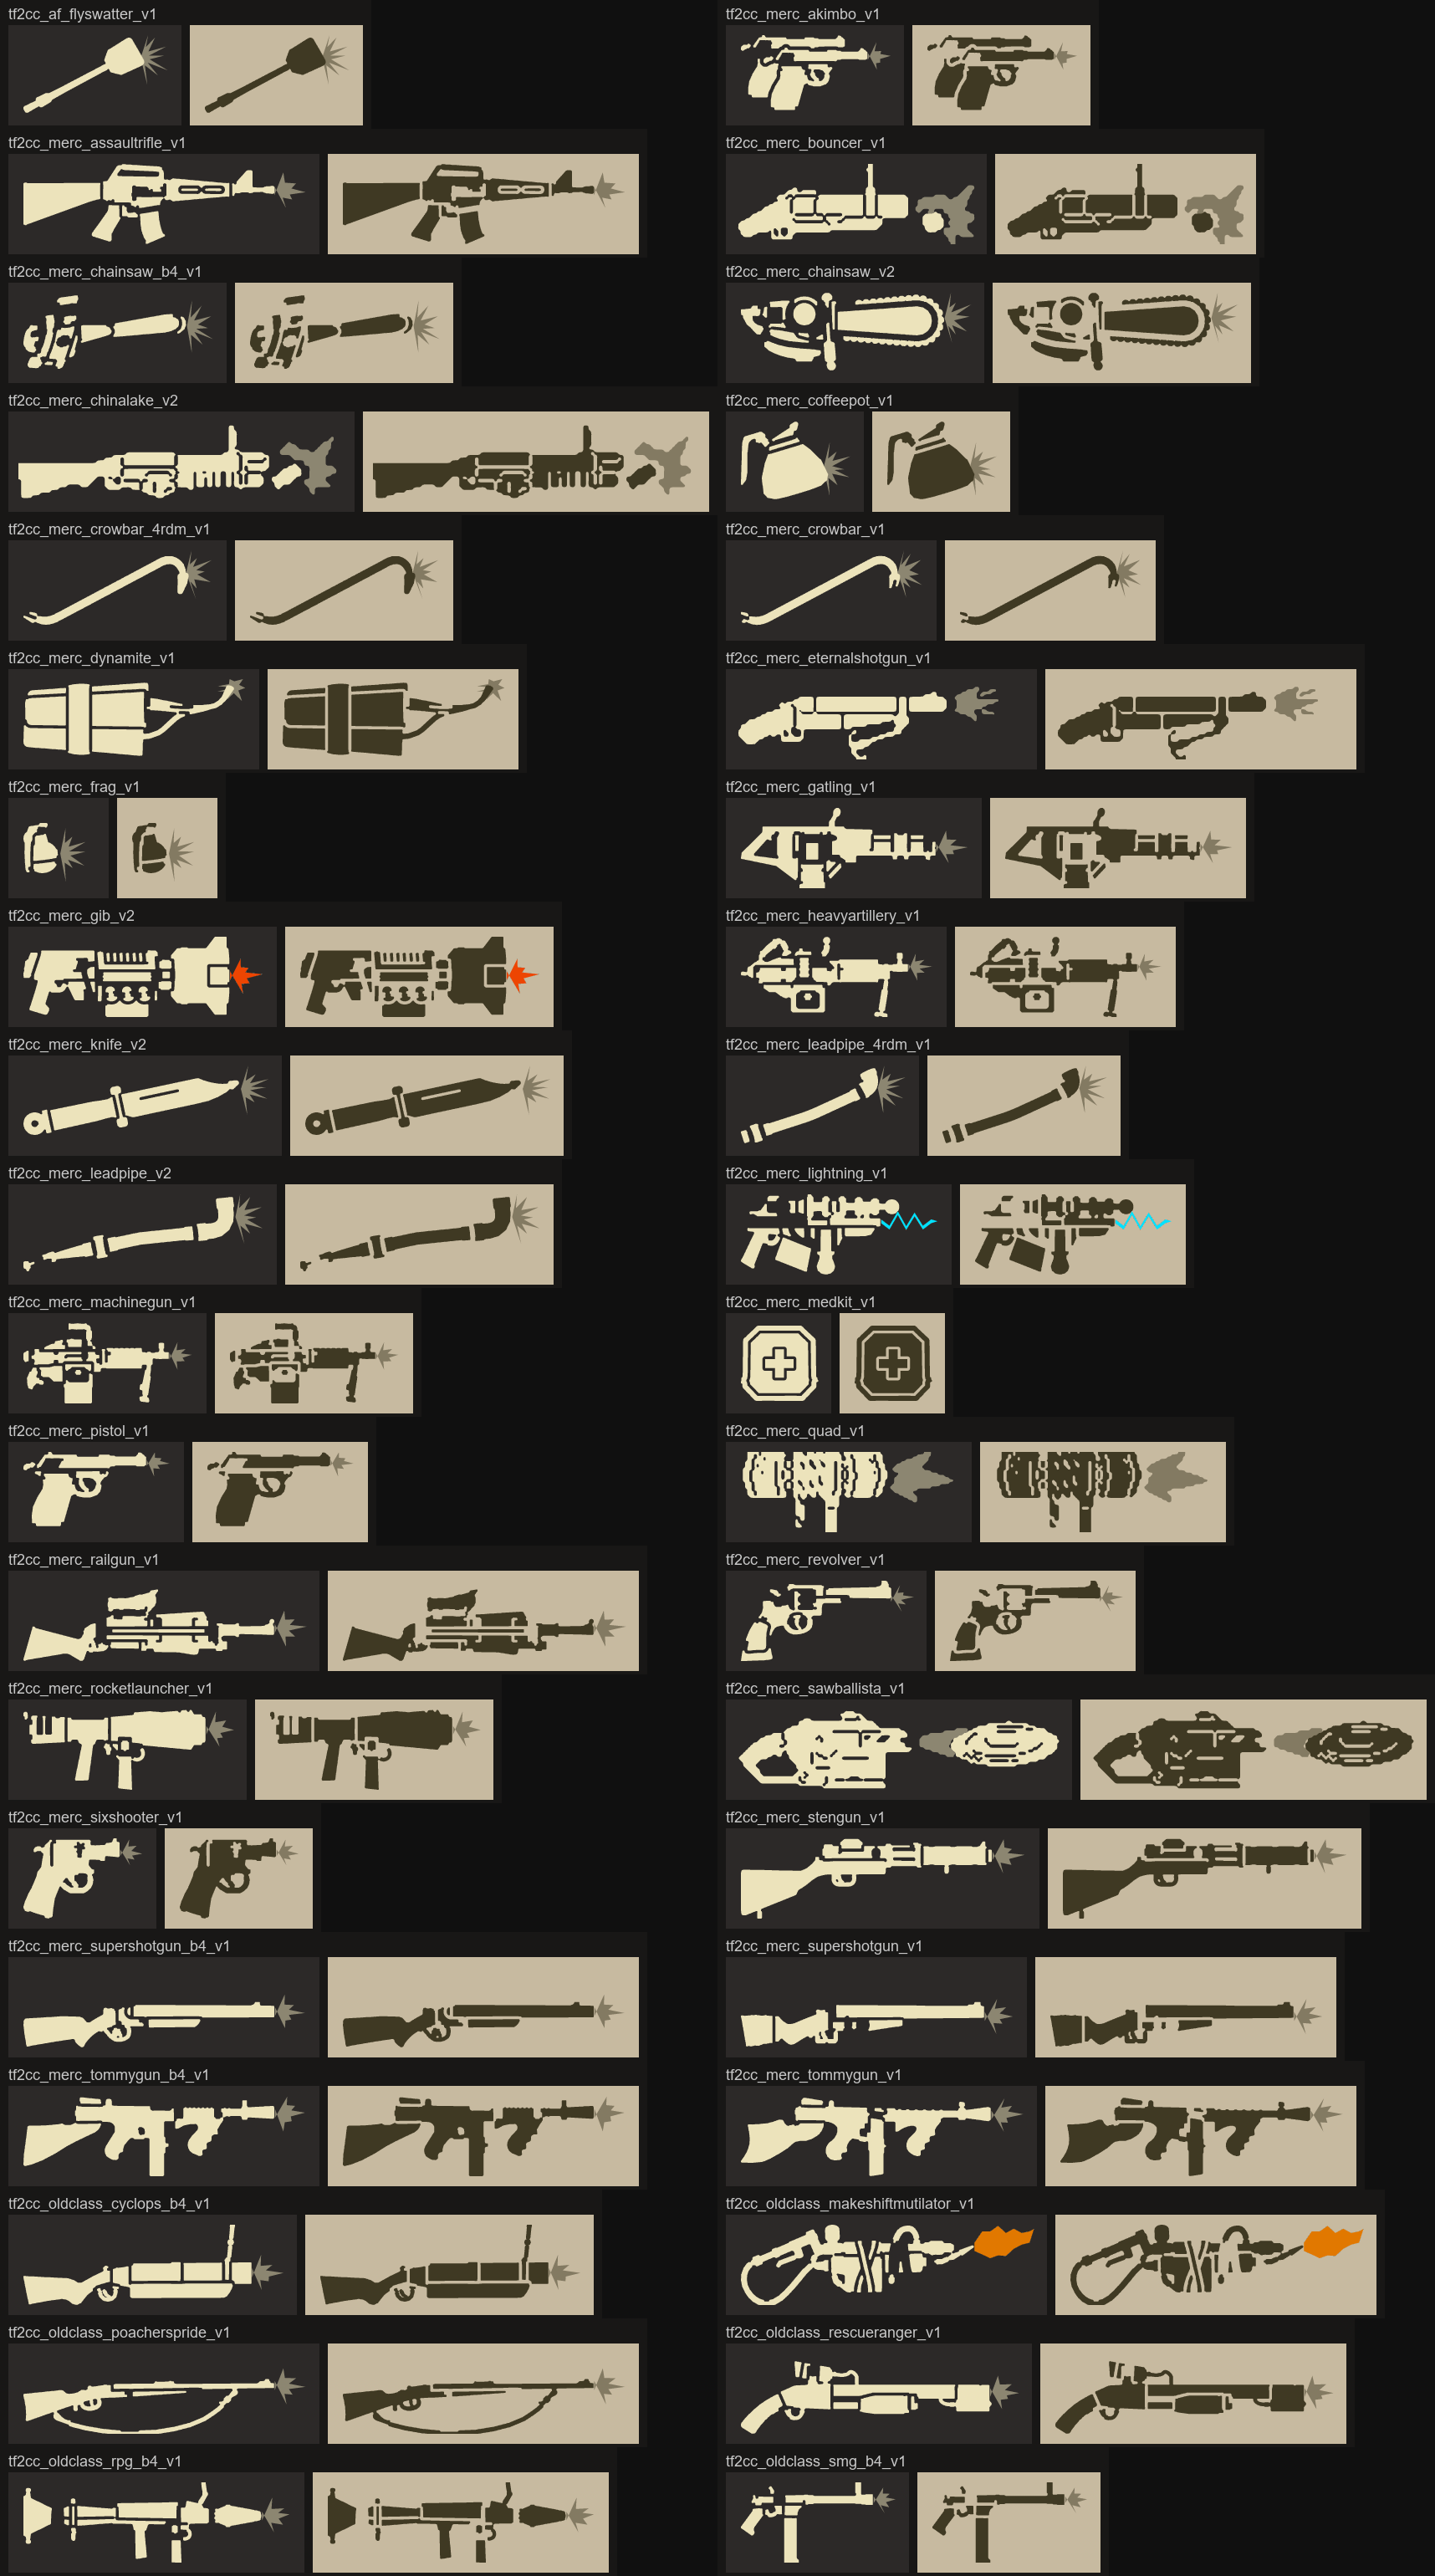 tf2cc_af_flyswatter_v1
tf2cc_merc_akimbo_v1
tf2cc_merc_assaultrifle_v1
tf2cc_merc_bouncer_v1
tf2cc_merc_chainsaw_b4_v1
tf2cc_merc_chainsaw_v2
tf2cc_merc_chinalake_v2
tf2cc_merc_coffeepot_v1
tf2cc_merc_crowbar_4rdm_v1
tf2cc_merc_crowbar_v1
tf2cc_merc_dynamite_v1
tf2cc_merc_eternalshotgun_v1
tf2cc_merc_frag_v1
tf2cc_merc_gatling_v1
tf2cc_merc_gib_v2
tf2cc_merc_heavyartillery_v1
tf2cc_merc_knife_v2
tf2cc_merc_leadpipe_4rdm_v1
tf2cc_merc_leadpipe_v2
tf2cc_merc_lightning_v1
tf2cc_merc_machinegun_v1
tf2cc_merc_medkit_v1
tf2cc_merc_pistol_v1
tf2cc_merc_quad_v1
tf2cc_merc_railgun_v1
tf2cc_merc_revolver_v1
tf2cc_merc_rocketlauncher_v1
tf2cc_merc_sawballista_v1
tf2cc_merc_sixshooter_v1
tf2cc_merc_stengun_v1
tf2cc_merc_supershotgun_b4_v1
tf2cc_merc_supershotgun_v1
tf2cc_merc_tommygun_b4_v1
tf2cc_merc_tommygun_v1
tf2cc_oldclass_cyclops_b4_v1
tf2cc_oldclass_makeshiftmutilator_v1
tf2cc_oldclass_poacherspride_v1
tf2cc_oldclass_rescueranger_v1
tf2cc_oldclass_rpg_b4_v1
tf2cc_oldclass_smg_b4_v1